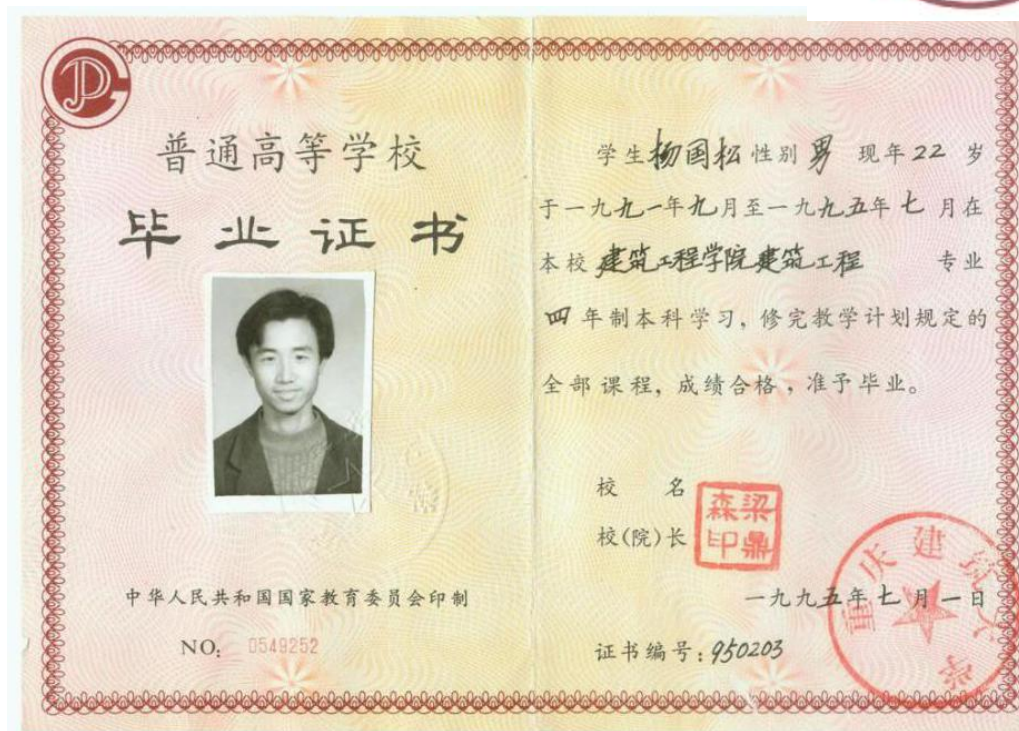 普通高等学校
毕业证书
中华人民共和国国家教育委员会印制
NO: 0549252
学生杨国松性别男 现年22岁
于一九九一年九月至一九九五年七月在
本校建筑工程学院建筑工程 专业
四年制本科学习，修完教学计划规定的
全部课程，成绩合格，准予毕业。
校 名
校(院)长
梁鼎森印
一九九五年七月一日
重庆建筑大学
证书编号：950203